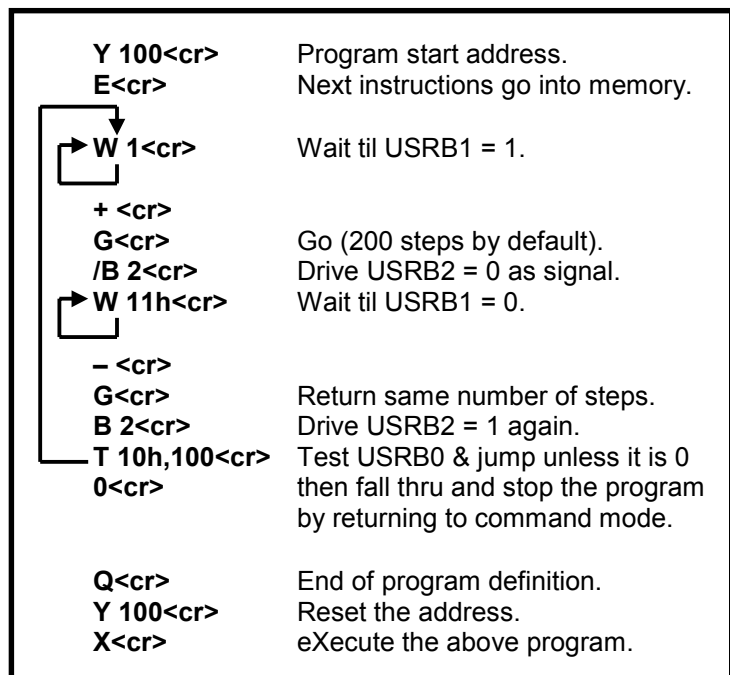 Y 100<cr> Program start address.
E<cr> Next instructions go into memory.
W 1<cr> Wait til USRB1 = 1.
+ <cr>
G<cr> Go (200 steps by default).
/B 2<cr> Drive USRB2 = 0 as signal.
W 11h<cr> Wait til USRB1 = 0.
– <cr>
G<cr> Return same number of steps.
B 2<cr> Drive USRB2 = 1 again.
T 10h,100<cr> Test USRB0 & jump unless it is 0
0<cr> then fall thru and stop the program
by returning to command mode.
Q<cr> End of program definition.
Y 100<cr> Reset the address.
X<cr> eXecute the above program.